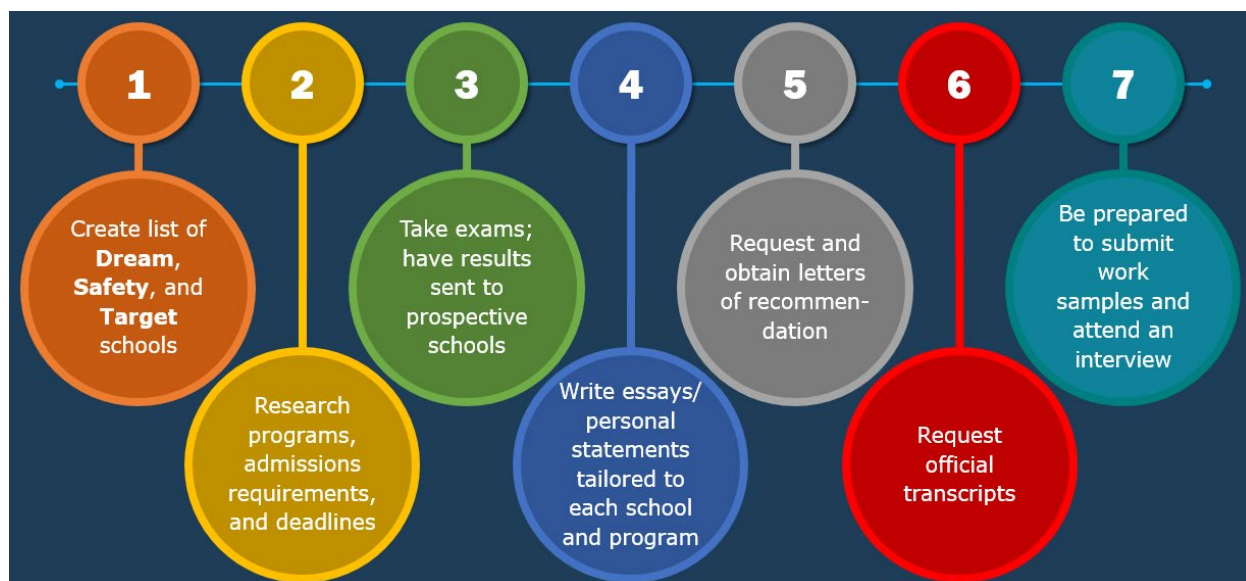 1
2
3
4
5
6
7
Create list of
Dream,
Safety, and
Target
schools
Research
programs,
admissions
requirements,
and deadlines
Take exams;
have results
sent to
prospective
schools
Write essays/
personal
statements
tailored to
each school
and program
Request and
obtain letters
of recommen-
dation
Request
official
transcripts
Be prepared
to submit
work
samples and
attend an
interview